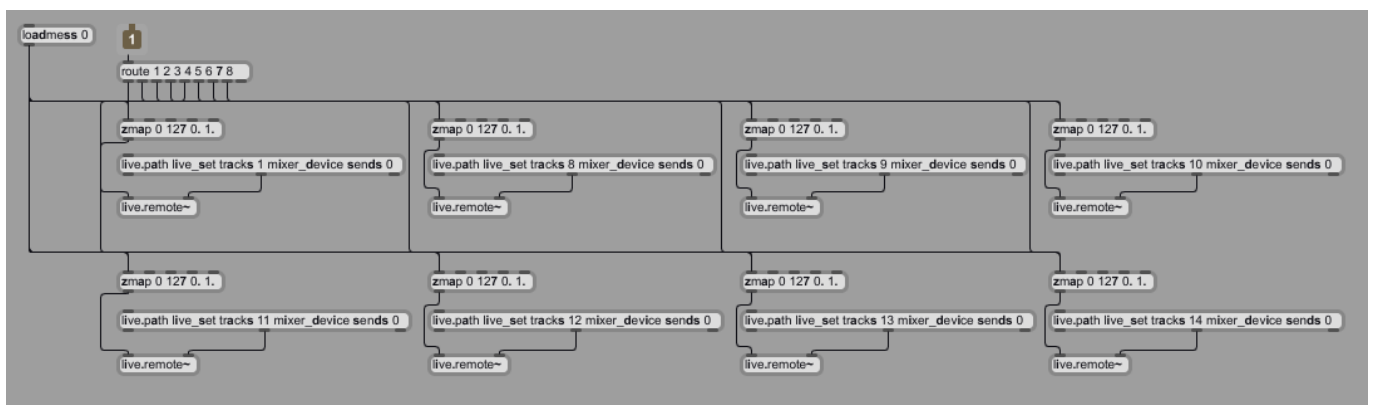 loadmess 0
1
route 1 2 3 4 5 6 7 8
zmap 0 127 0. 1.
zmap 0 127 0. 1.
zmap 0 127 0. 1.
zmap 0 127 0. 1.
live.path live_set tracks 1 mixer_device sends 0
live.path live_set tracks 8 mixer_device sends 0
live.path live_set tracks 9 mixer_device sends 0
live.path live_set tracks 10 mixer_device sends 0
live.remote~
live.remote~
live.remote~
live.remote~
zmap 0 127 0. 1.
zmap 0 127 0. 1.
zmap 0 127 0. 1.
zmap 0 127 0. 1.
live.path live_set tracks 11 mixer_device sends 0
live.path live_set tracks 12 mixer_device sends 0
live.path live_set tracks 13 mixer_device sends 0
live.path live_set tracks 14 mixer_device sends 0
live.remote~
live.remote~
live.remote~
live.remote~